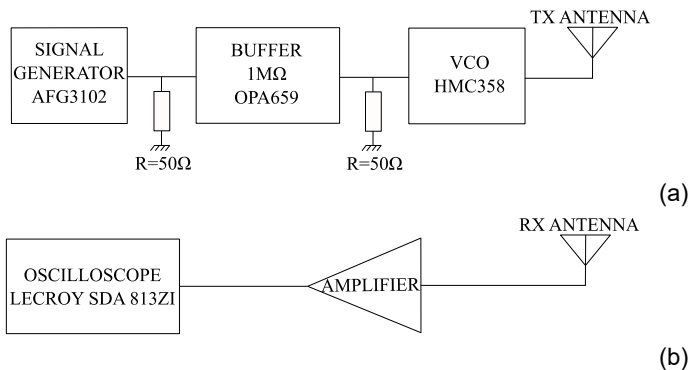 TX ANTENNA
SIGNAL
GENERATOR
AFG3102
BUFFER
1MΩ
OPA659
VCO
HMC358
R=50Ω
R=50Ω
(a)
RX ANTENNA
OSCILLOSCOPE
LECROY SDA 813ZI
AMPLIFIER
(b)